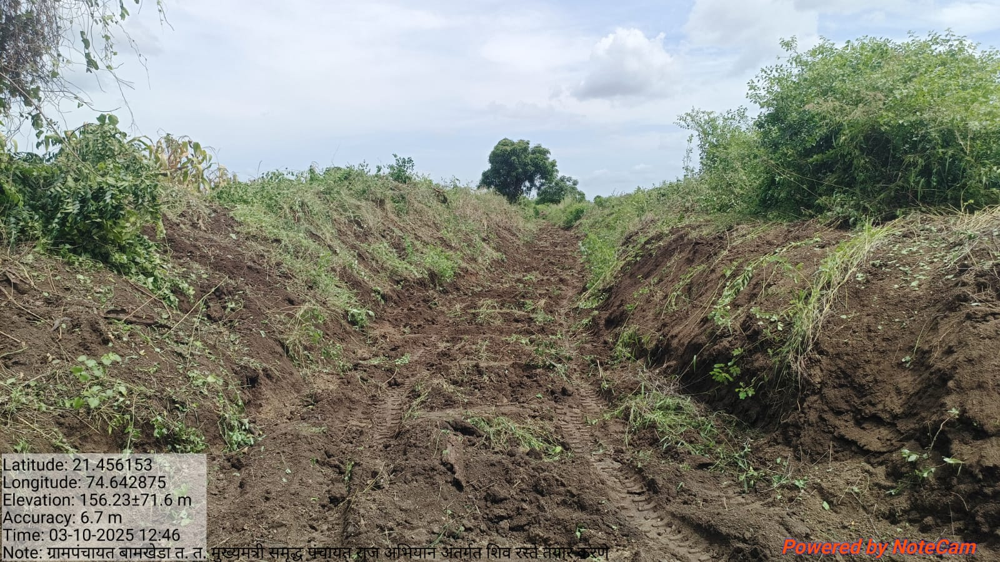 Latitude: 21.456153
Longitude: 74.642875
Elevation: 156.23±71.6 m
Accuracy: 6.7 m
Time: 03-10-2025 12:46
Note: ग्रामपंचायत बामखेडा त. त. मुख्यमंत्री समृद्ध पंचायत राज अभियान अंतर्गत शिव रस्ते तयार करणे
Powered by NoteCam